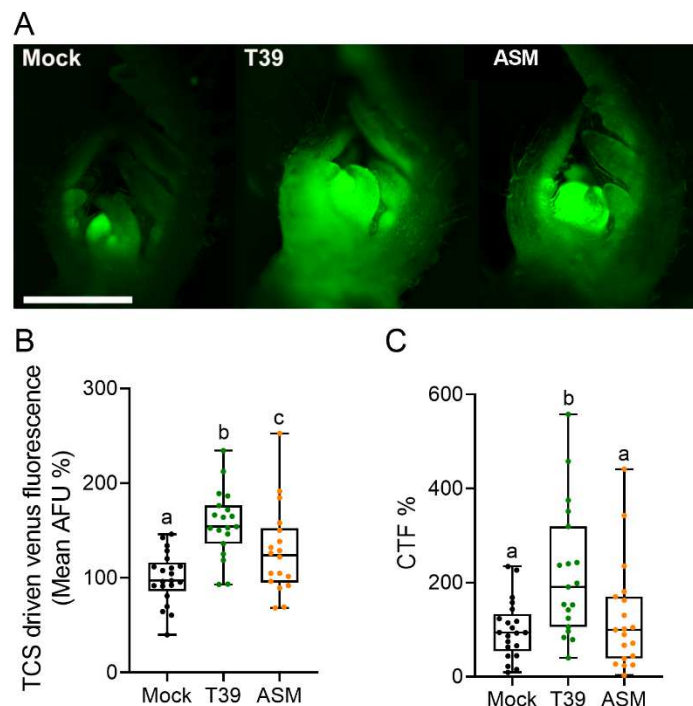 A
Mock T39 ASM
B
TCS driven venus fluorescence
(Mean AFU %)
300
200
100
0
a
b
c
Mock T39 ASM
C
CTF %
600
400
200
0
a
b
a
Mock T39 ASM